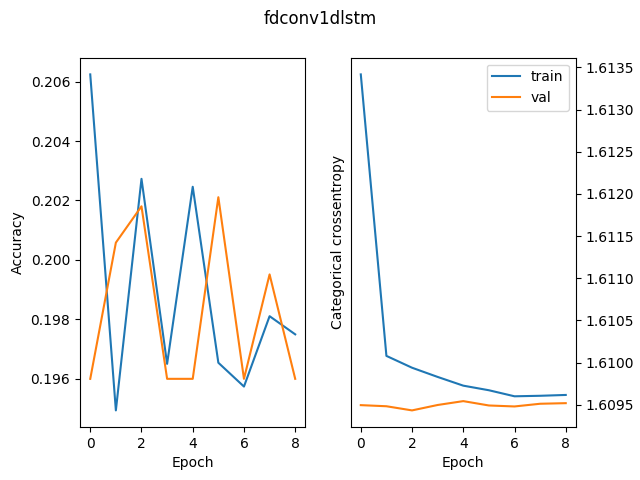 fdconv1dlstm
Accuracy
0.206
0.204
0.202
0.200
0.198
0.196
0 2 4 6 8
Epoch
Categorical crossentropy
train
val
1.6135
1.6130
1.6125
1.6120
1.6115
1.6110
1.6105
1.6100
1.6095
0 2 4 6 8
Epoch